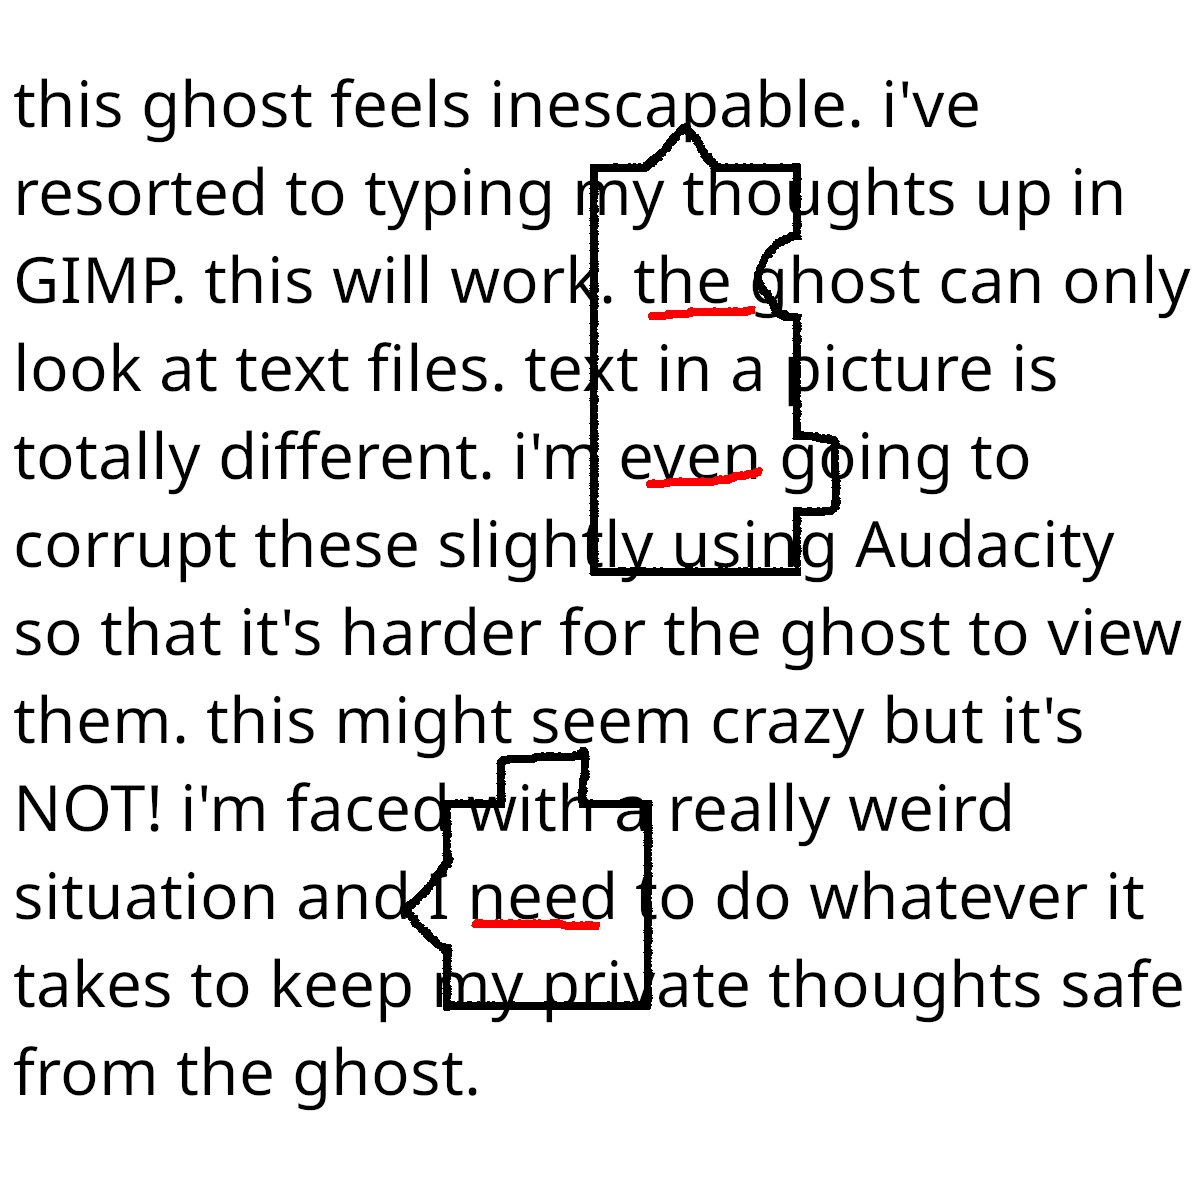 this ghost feels inescapable. i've
resorted to typing my thoughts up in
GIMP. this will work. the ghost can only
look at text files. text in a picture is
totally different. i'm even going to
corrupt these slightly using Audacity
so that it's harder for the ghost to view
them. this might seem crazy but it's
NOT! i'm faced with a really weird
situation and I need to do whatever it
takes to keep my private thoughts safe
from the ghost.